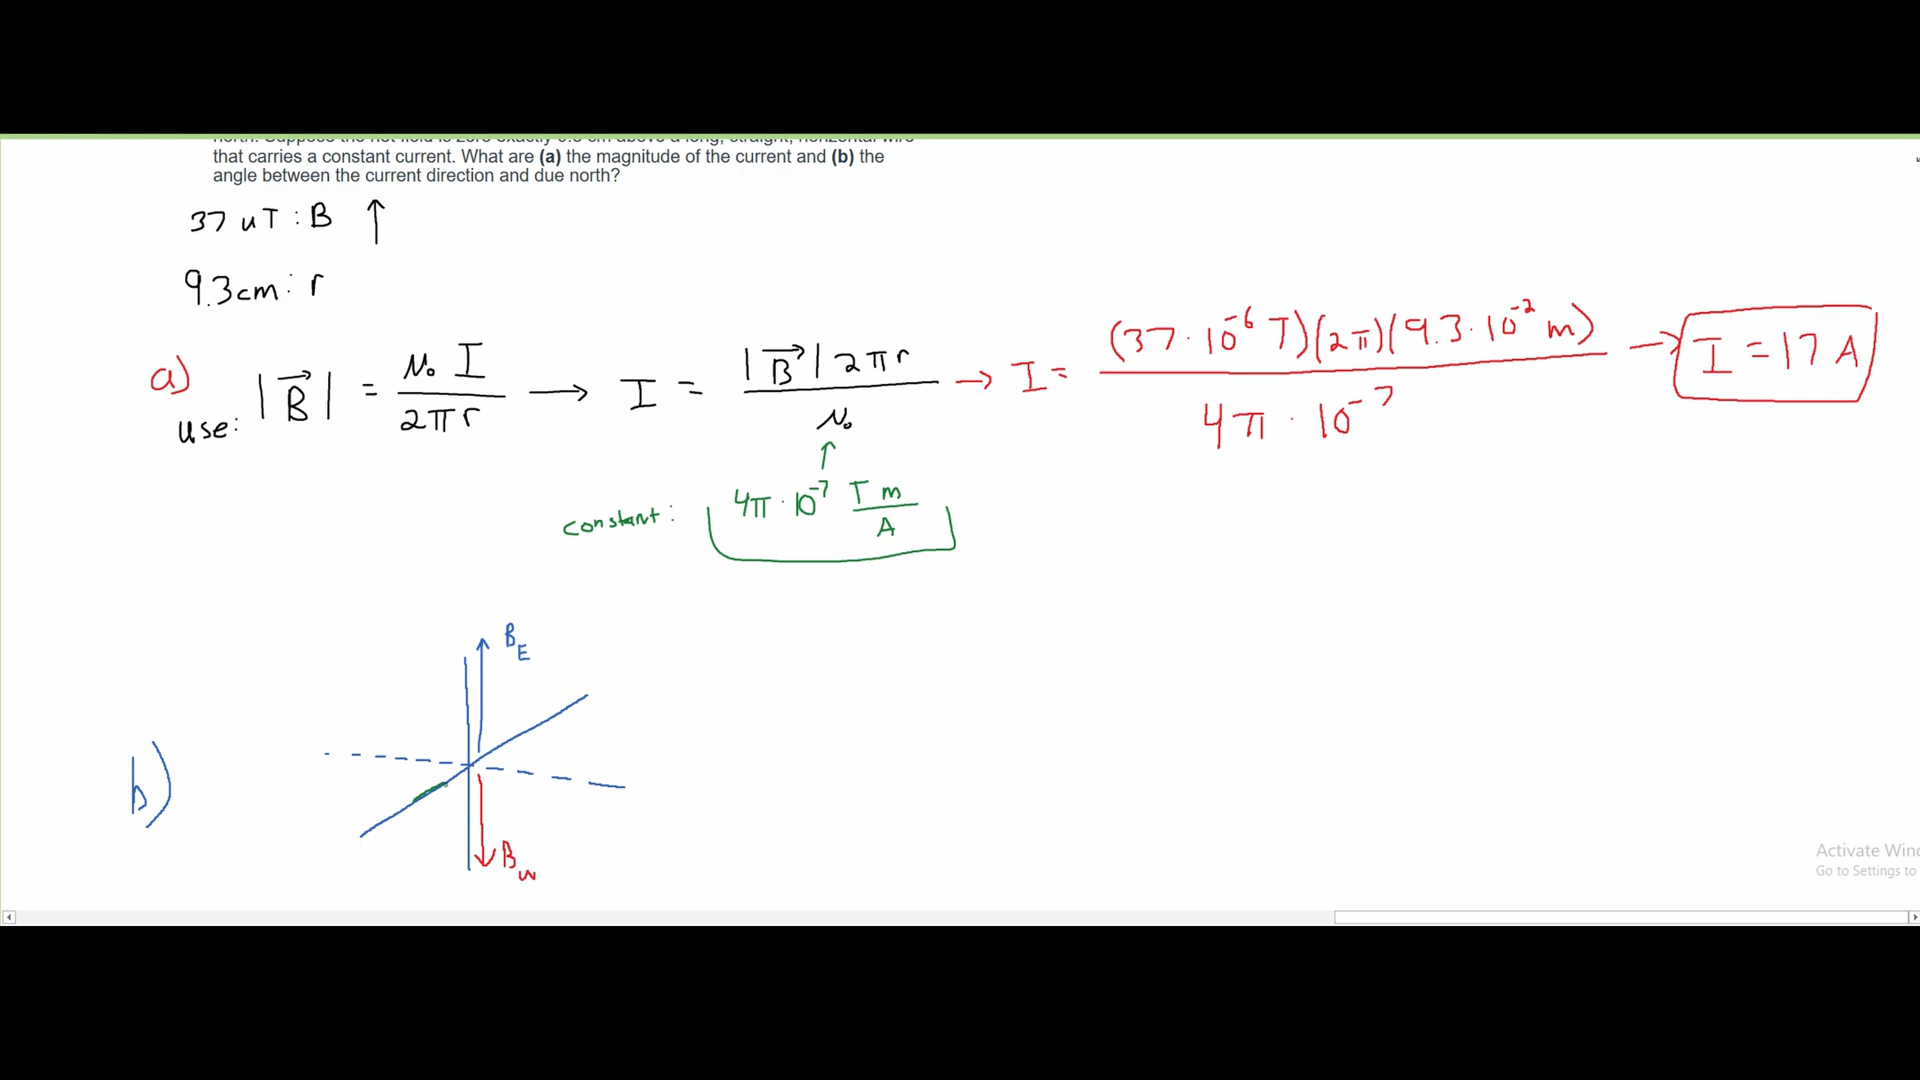 that carries a constant current. What are (a) the magnitude of the current and (b) the
angle between the current direction and due north?
37 uT : B ↑
9.3cm : r
a) use: |B⃗| = μ₀ I / 2πr → I = |B⃗| 2πr / μ₀ → I = (37·10⁻⁶ T)(2π)(9.3·10⁻² m) / 4π·10⁻⁷ → I = 17 A
constant: 4π·10⁻⁷ T m / A
B_E
b)
B_w
Activate Win
Go to Settings to